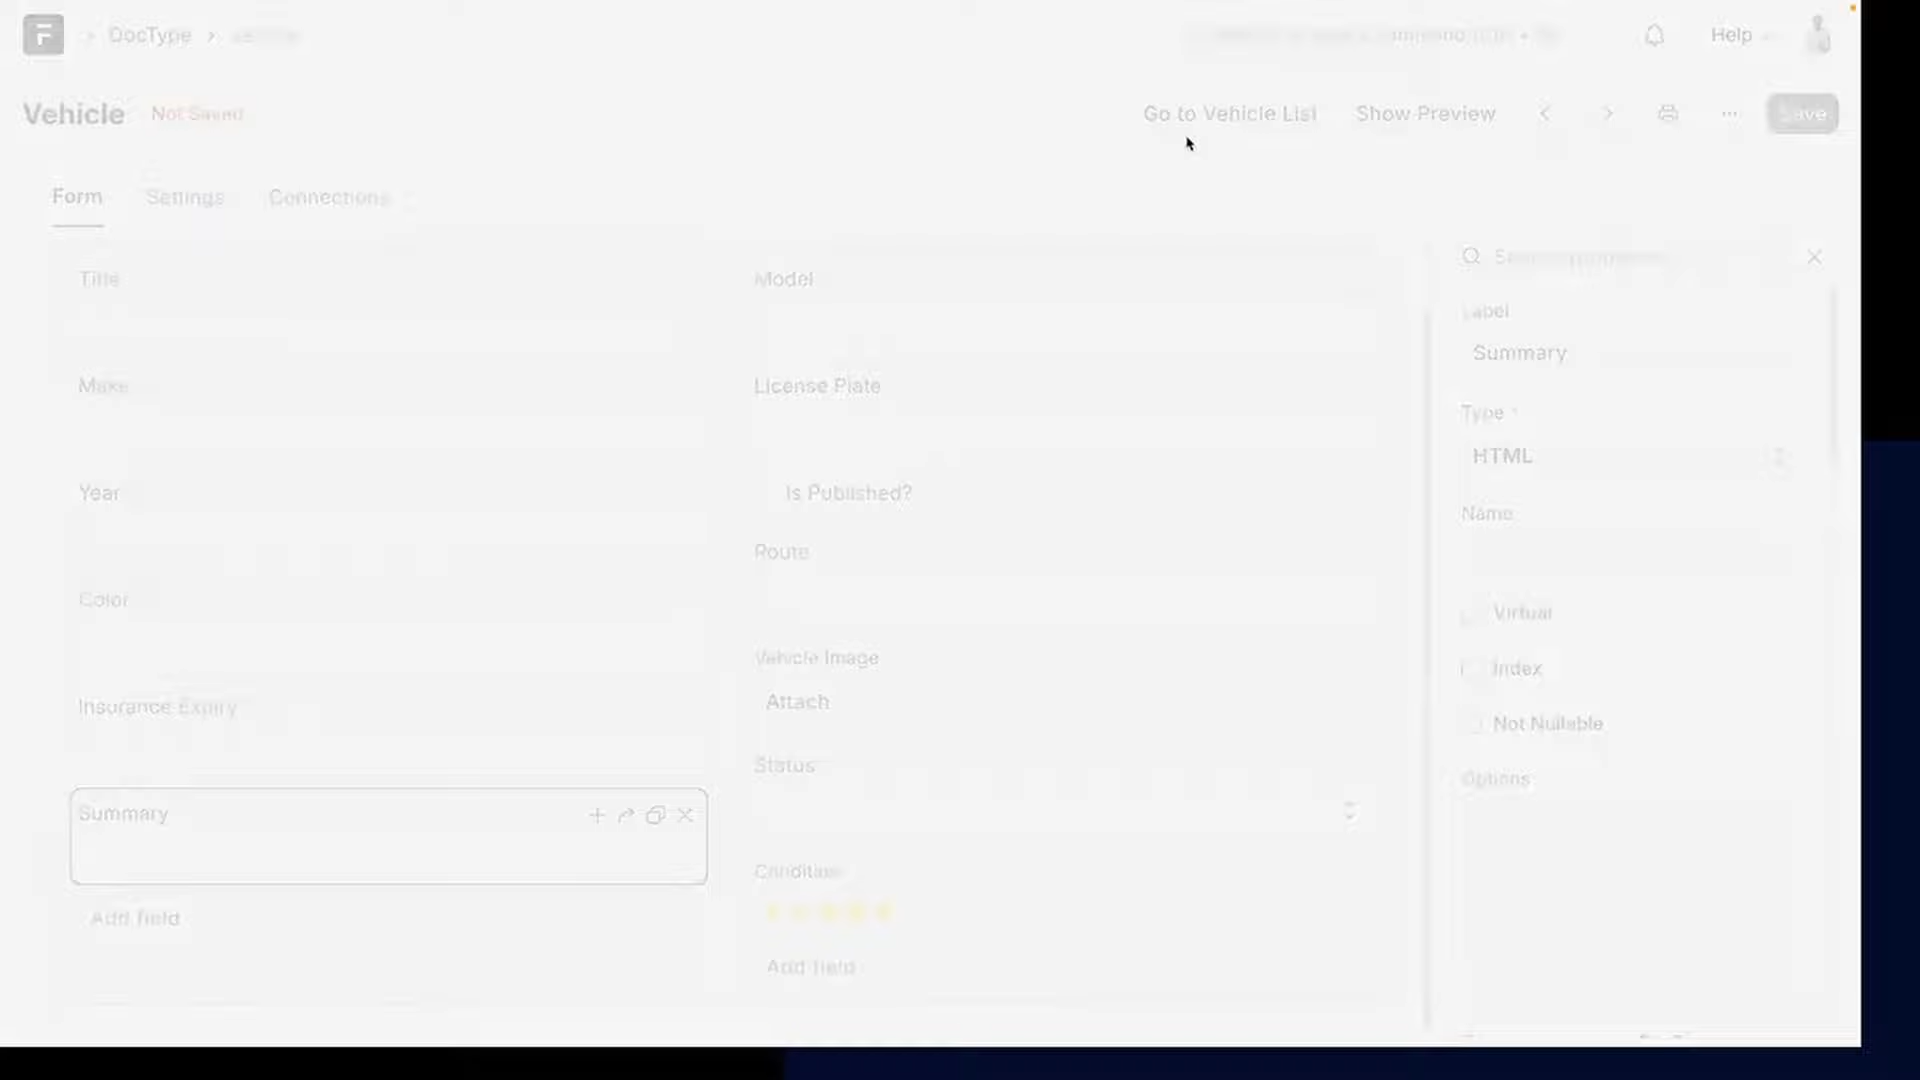 F
DocType
Help
Vehicle
Not Saved
Go to Vehicle List
Show Preview
Save
Form
Settings
Connections
Title
Make
Year
Color
Insurance Expiry
Summary
Add field
Model
License Plate
Is Published?
Route
Vehicle Image
Attach
Status
Condition
Add field
Label
Summary
Type *
HTML
Name
Virtual
Index
Not Nullable
Options